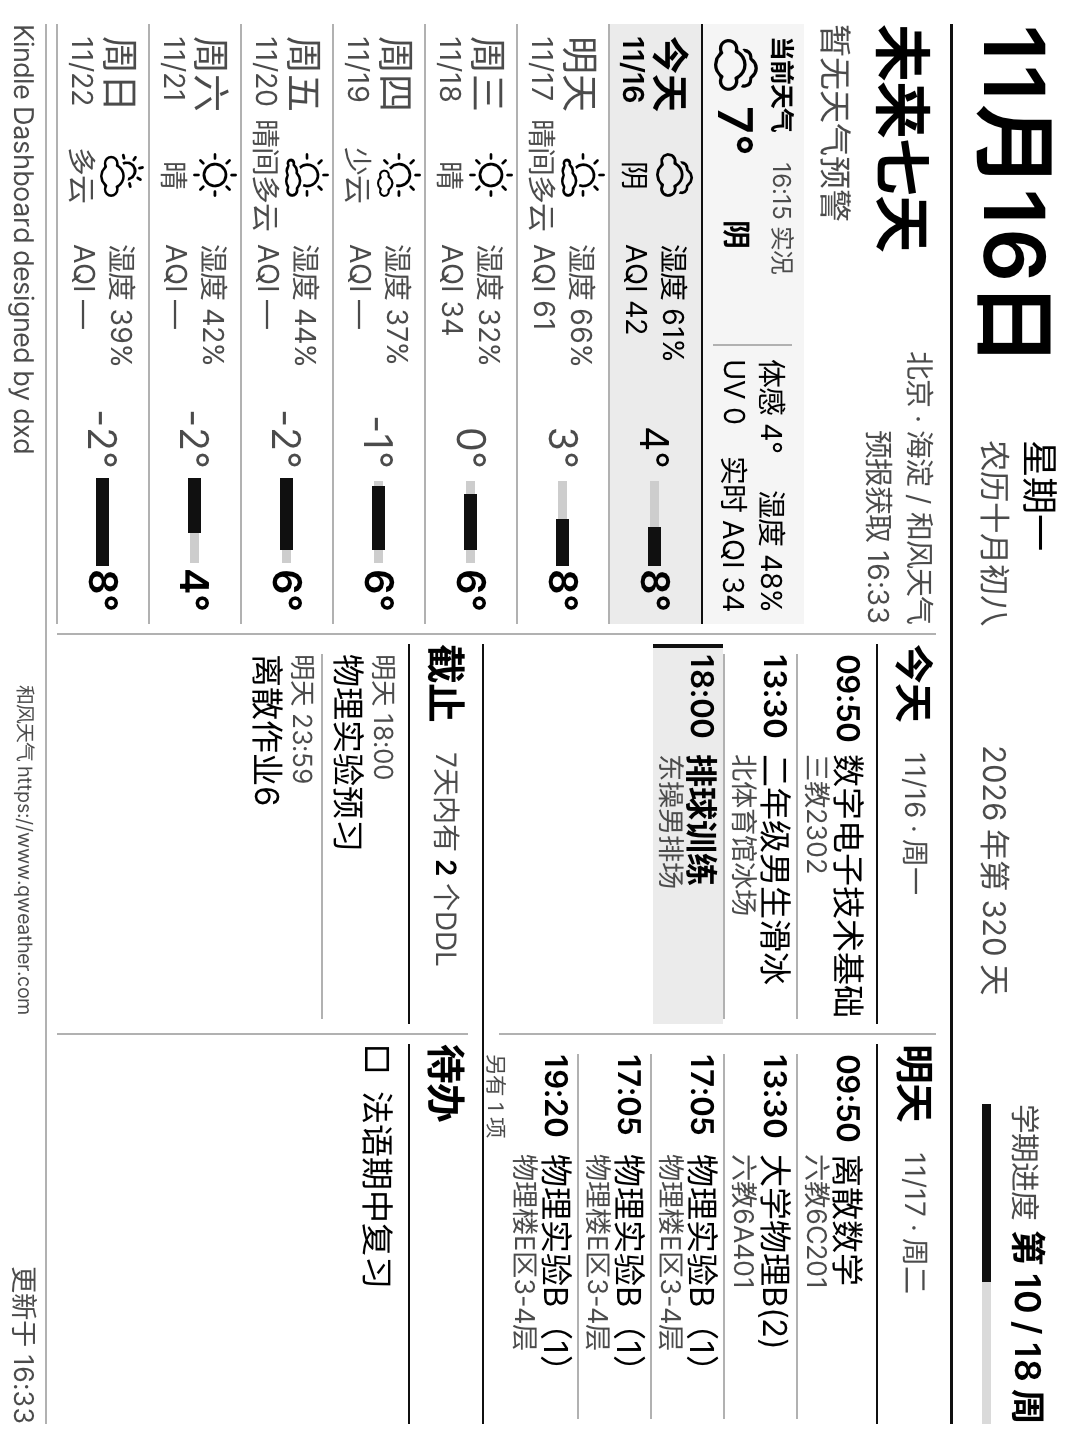 11月16日
星期一
农历十月初八
2026 年第 320 天
学期进度 第 10 / 18 周
未来七天
北京 · 海淀 / 和风天气
暂无天气预警
预报获取 16:33
当前天气 16:15 实况
7° 阴
体感 4° 湿度 48%
UV 0 实时 AQI 34
今天 湿度 61% 4° 8°
11/16 阴 AQI 42
明天 湿度 66% 3° 8°
11/17 晴间多云 AQI 61
周三 湿度 32% 0° 6°
11/18 晴 AQI 34
周四 湿度 37% -1° 6°
11/19 少云 AQI —
周五 湿度 44% -2° 6°
11/20 晴间多云 AQI —
周六 湿度 42% -2° 4°
11/21 晴 AQI —
周日 湿度 39% -2° 8°
11/22 多云 AQI —
今天 11/16 · 周一
09:50 数字电子技术基础
三教2302
13:30 二年级男生滑冰
北体育馆冰场
18:00 排球训练
东操男排场
明天 11/17 · 周二
09:50 离散数学
六教6C201
13:30 大学物理B(2)
六教6A401
17:05 物理实验B（1）
物理楼E区3-4层
17:05 物理实验B（1）
物理楼E区3-4层
19:20 物理实验B（1）
物理楼E区3-4层
另有 1 项
截止 7天内有 2 个DDL
明天 18:00
物理实验预习
明天 23:59
离散作业6
待办
法语期中复习
Kindle Dashboard designed by dxd
和风天气 https://www.qweather.com
更新于 16:33